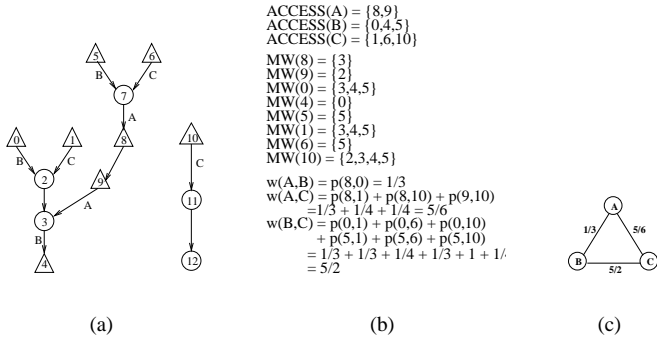 5
6
B
C
7
A
0
1
8
10
B
C
C
2
9
3
A
11
B
4
12
(a)
ACCESS(A) = {8,9}
ACCESS(B) = {0,4,5}
ACCESS(C) = {1,6,10}
MW(8) = {3}
MW(9) = {2}
MW(0) = {3,4,5}
MW(4) = {0}
MW(5) = {5}
MW(1) = {3,4,5}
MW(6) = {5}
MW(10) = {2,3,4,5}
w(A,B) = p(8,0) = 1/3
w(A,C) = p(8,1) + p(8,10) + p(9,10)
=1/3 + 1/4 + 1/4 = 5/6
w(B,C) = p(0,1) + p(0,6) + p(0,10)
+ p(5,1) + p(5,6) + p(5,10)
= 1/3 + 1/3 + 1/4 + 1/3 + 1 + 1/
= 5/2
(b)
A
1/3
5/6
B
C
5/2
(c)